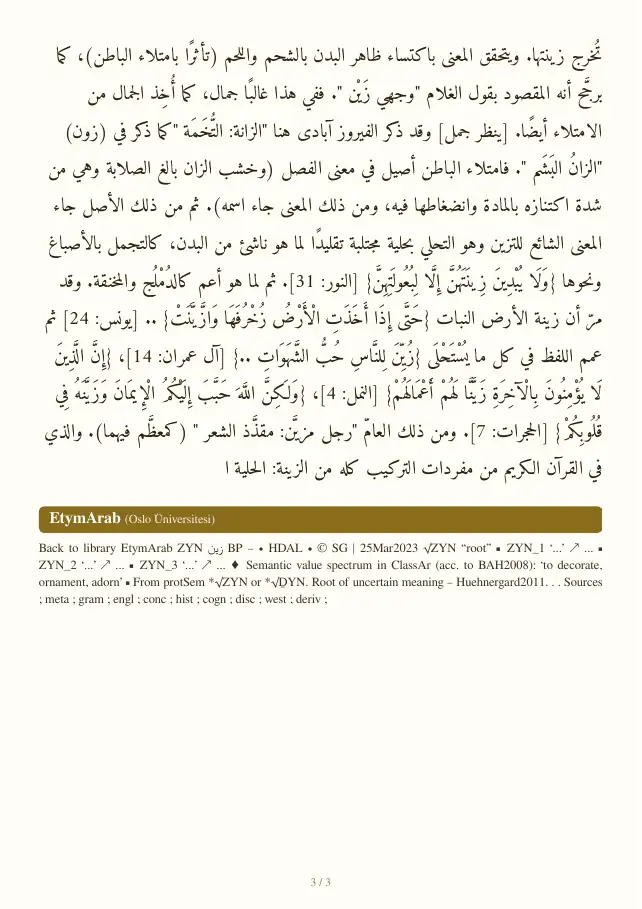 تُخرج زينتها. ويتحقق المعنى باكتساء ظاهر البدن بالشحم واللحم (تأثرًا بامتلاء الباطن)، كما
يرجَّح أنه المقصود بقول الغلام "وجهي زَيْن ". ففي هذا غالبًا جمال، كما أُخِذ الجمال من
الامتلاء أيضًا. [ينظر جمل] وقد ذكر الفيروز آبادى هنا "الزانة: التُّخَمَة "كما ذكر في (زون)
"الزانُ البَشَم ". فامتلاء الباطن أصيل في معنى الفصل (وخشب الزان بالغ الصلابة وهي من
شدة اكتنازه بالمادة وانضغاطها فيه، ومن ذلك المعنى جاء اسمه). ثم من ذلك الأصل جاء
المعنى الشائع للتزين وهو التحلي بحلية مجتلبة تقليدًا لما هو ناشئ من البدن، كالتجمل بالأصباغ
ونحوها {وَلَا يُبْدِينَ زِينَتَهُنَّ إِلَّا لِبُعُولَتِهِنَّ} [النور: 31]. ثم لما هو أعم كالدُمْلُج والمخنقة. وقد
مرّ أن زينة الأرض النبات {حَتَّى إِذَا أَخَذَتِ الْأَرْضُ زُخْرُفَهَا وَازَّيَّنَتْ} .. [يونس: 24] ثم
عمم اللفظ في كل ما يُسْتَحْلَى {زُيِّنَ لِلنَّاسِ حُبُّ الشَّهَوَاتِ ..} [آل عمران: 14]، {إِنَّ الَّذِينَ
لَا يُؤْمِنُونَ بِالْآخِرَةِ زَيَّنَّا لَهُمْ أَعْمَالَهُمْ} [النمل: 4]، {وَلَكِنَّ اللَّهَ حَبَّبَ إِلَيْكُمُ الْإِيمَانَ وَزَيَّنَهُ فِي
قُلُوبِكُمْ} [الحجرات: 7]. ومن ذلك العامّ "رجل مزيَّن: مقذَّذ الشعر " (كمعظَّم فيهما). والذي
في القرآن الكريم من مفردات التركيب كله من الزينة: الحلية ا
EtymArab (Oslo Üniversitesi)
Back to library EtymArab ZYN زين BP – • HDAL • © SG | 25Mar2023 √ZYN “root” ▪ ZYN_1 ‘...’ ↗ ... ▪
ZYN_2 ‘...’ ↗ ... ▪ ZYN_3 ‘...’ ↗ ... ♦ Semantic value spectrum in ClassAr (acc. to BAH2008): ‘to decorate,
ornament, adorn’ ▪ From protSem *√ZYN or *√ḎYN. Root of uncertain meaning – Huehnergard2011. . . Sources
; meta ; gram ; engl ; conc ; hist ; cogn ; disc ; west ; deriv ;
3 / 3